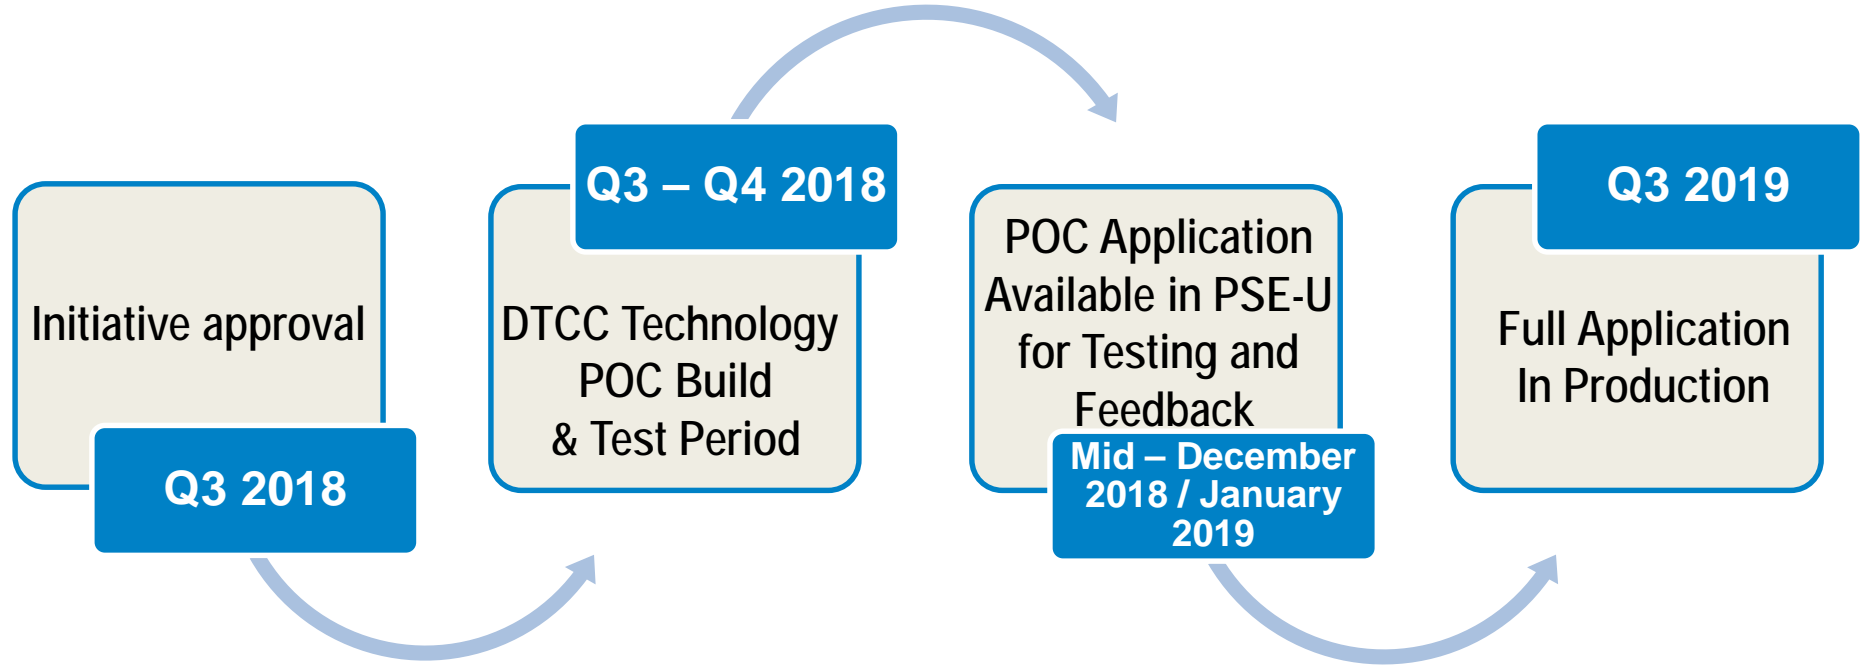 Initiative approval
Q3 2018
Q3 – Q4 2018
DTCC Technology
POC Build
& Test Period
POC Application
Available in PSE-U
for Testing and
Feedback
Mid – December
2018 / January
2019
Q3 2019
Full Application
In Production